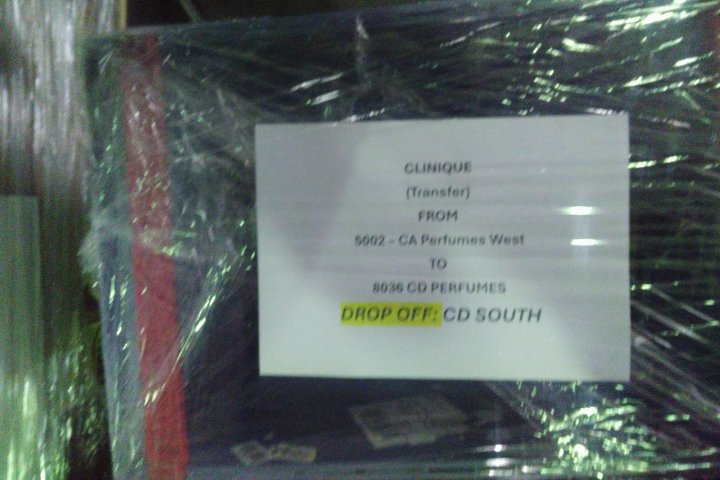 CLINIQUE
(Transfer)
FROM
5002 – CA Perfumes West
TO
8036 CD PERFUMES
DROP OFF: CD SOUTH